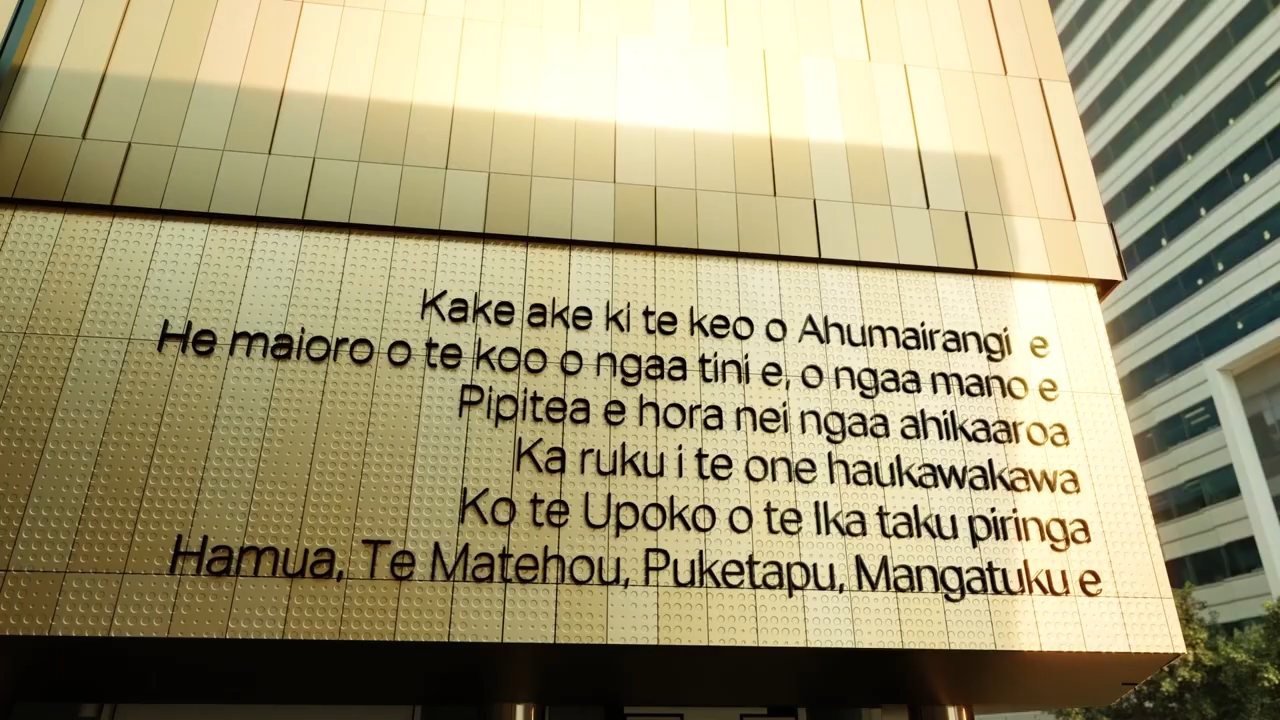 Kake ake ki te keo o Ahumairangi e
He maioro o te koo o ngaa tini e, o ngaa mano e
Pipitea e hora nei ngaa ahikaaroa
Ka ruku i te one haukawakawa
Ko te Upoko o te Ika taku piringa
Hamua, Te Matehou, Puketapu, Mangatuku e